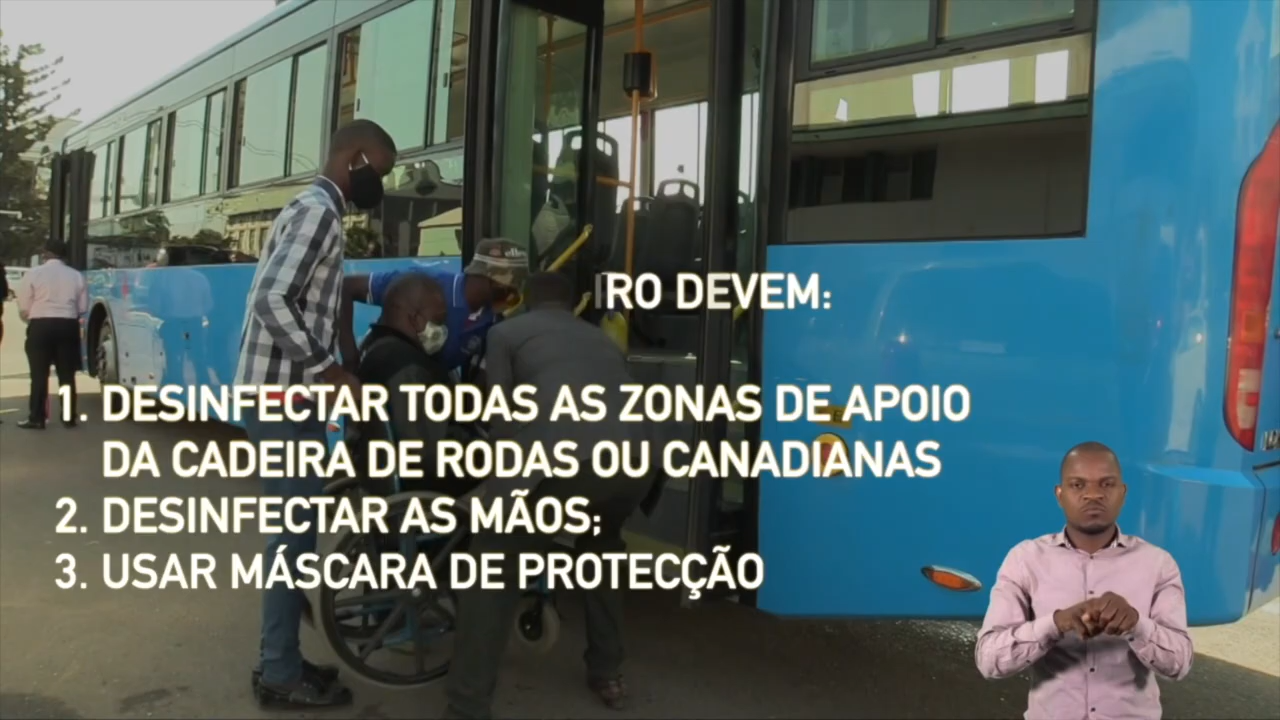 RO DEVEM:
1. DESINFECTAR TODAS AS ZONAS DE APOIO
DA CADEIRA DE RODAS OU CANADIANAS
2. DESINFECTAR AS MÃOS;
3. USAR MÁSCARA DE PROTECÇÃO